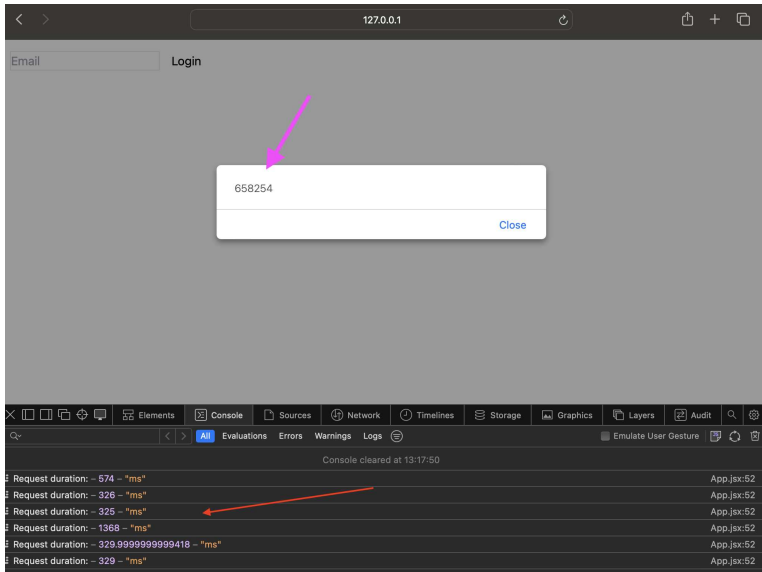 127.0.0.1
Email Login
658254
Close
Elements Console Sources Network Timelines Storage Graphics Layers Audit
All Evaluations Errors Warnings Logs Emulate User Gesture
Console cleared at 13:17:50
Request duration: – 574 – "ms" App.jsx:52
Request duration: – 326 – "ms" App.jsx:52
Request duration: – 325 – "ms" App.jsx:52
Request duration: – 1368 – "ms" App.jsx:52
Request duration: – 329.9999999999418 – "ms" App.jsx:52
Request duration: – 329 – "ms" App.jsx:52